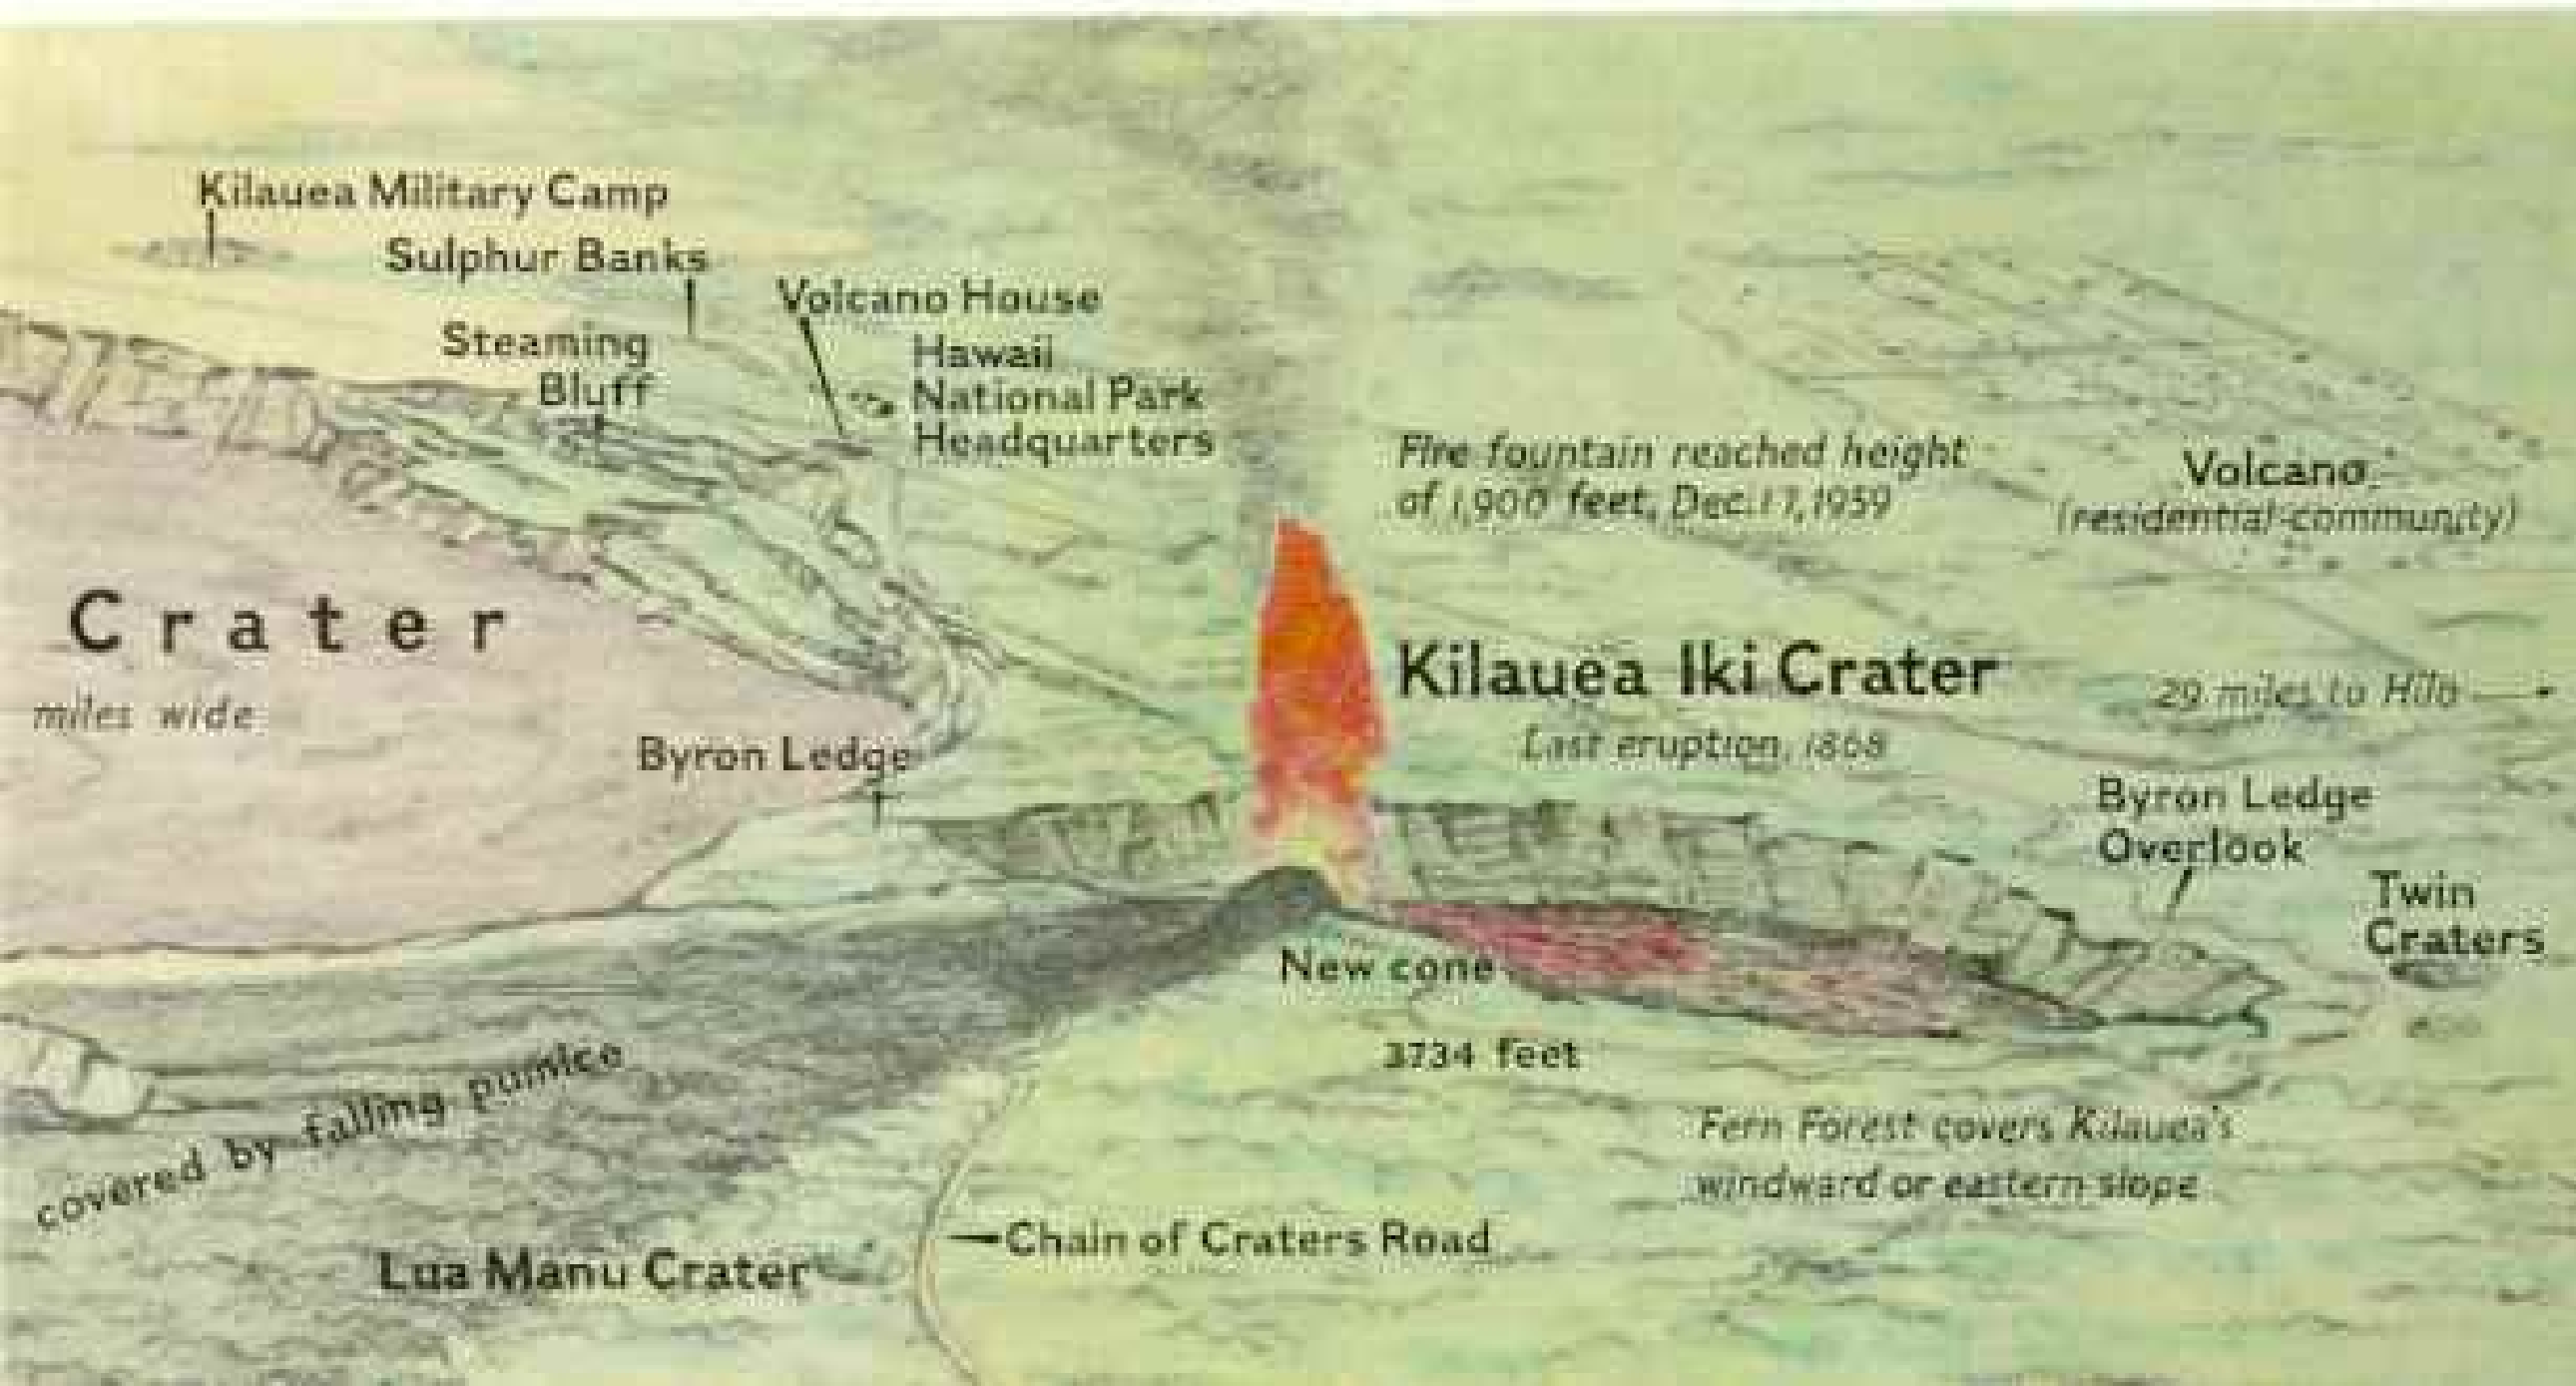 Kilauea Military Camp
Sulphur Banks
Volcano House
Steaming
Bluff
Hawaii
National Park
Headquarters
Fire fountain reached height
of 1,900 feet, Dec. 17, 1959
Volcano
(residential community)
Crater
miles wide
Kilauea Iki Crater
Last eruption, 1868
29 miles to Hilo
Byron Ledge
Byron Ledge
Overlook
Twin
Craters
New cone
3734 feet
covered by falling pumice
Fern Forest covers Kilauea's
windward or eastern slope
Chain of Craters Road
Lua Manu Crater